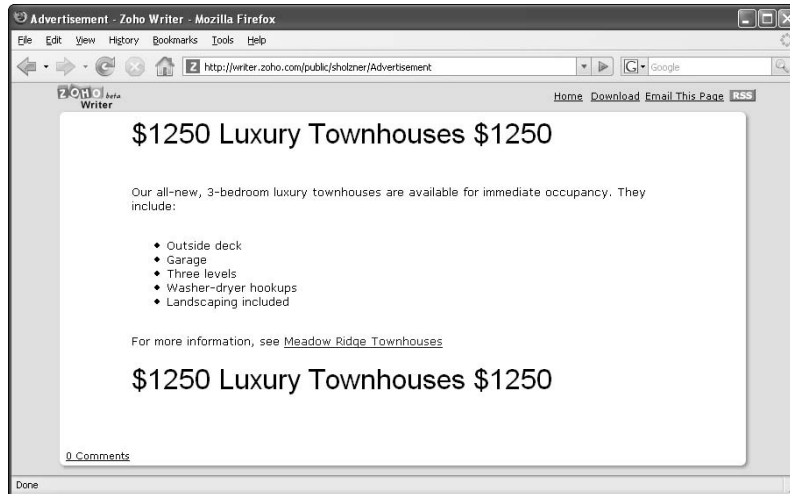 Advertisement - Zoho Writer - Mozilla Firefox
File Edit View History Bookmarks Tools Help
http://writer.zoho.com/public/sholzner/Advertisement
G Google
ZOHO beta
Writer
Home Download Email This Page RSS
$1250 Luxury Townhouses $1250
Our all-new, 3-bedroom luxury townhouses are available for immediate occupancy. They
include:
Outside deck
Garage
Three levels
Washer-dryer hookups
Landscaping included
For more information, see Meadow Ridge Townhouses
$1250 Luxury Townhouses $1250
0 Comments
Done